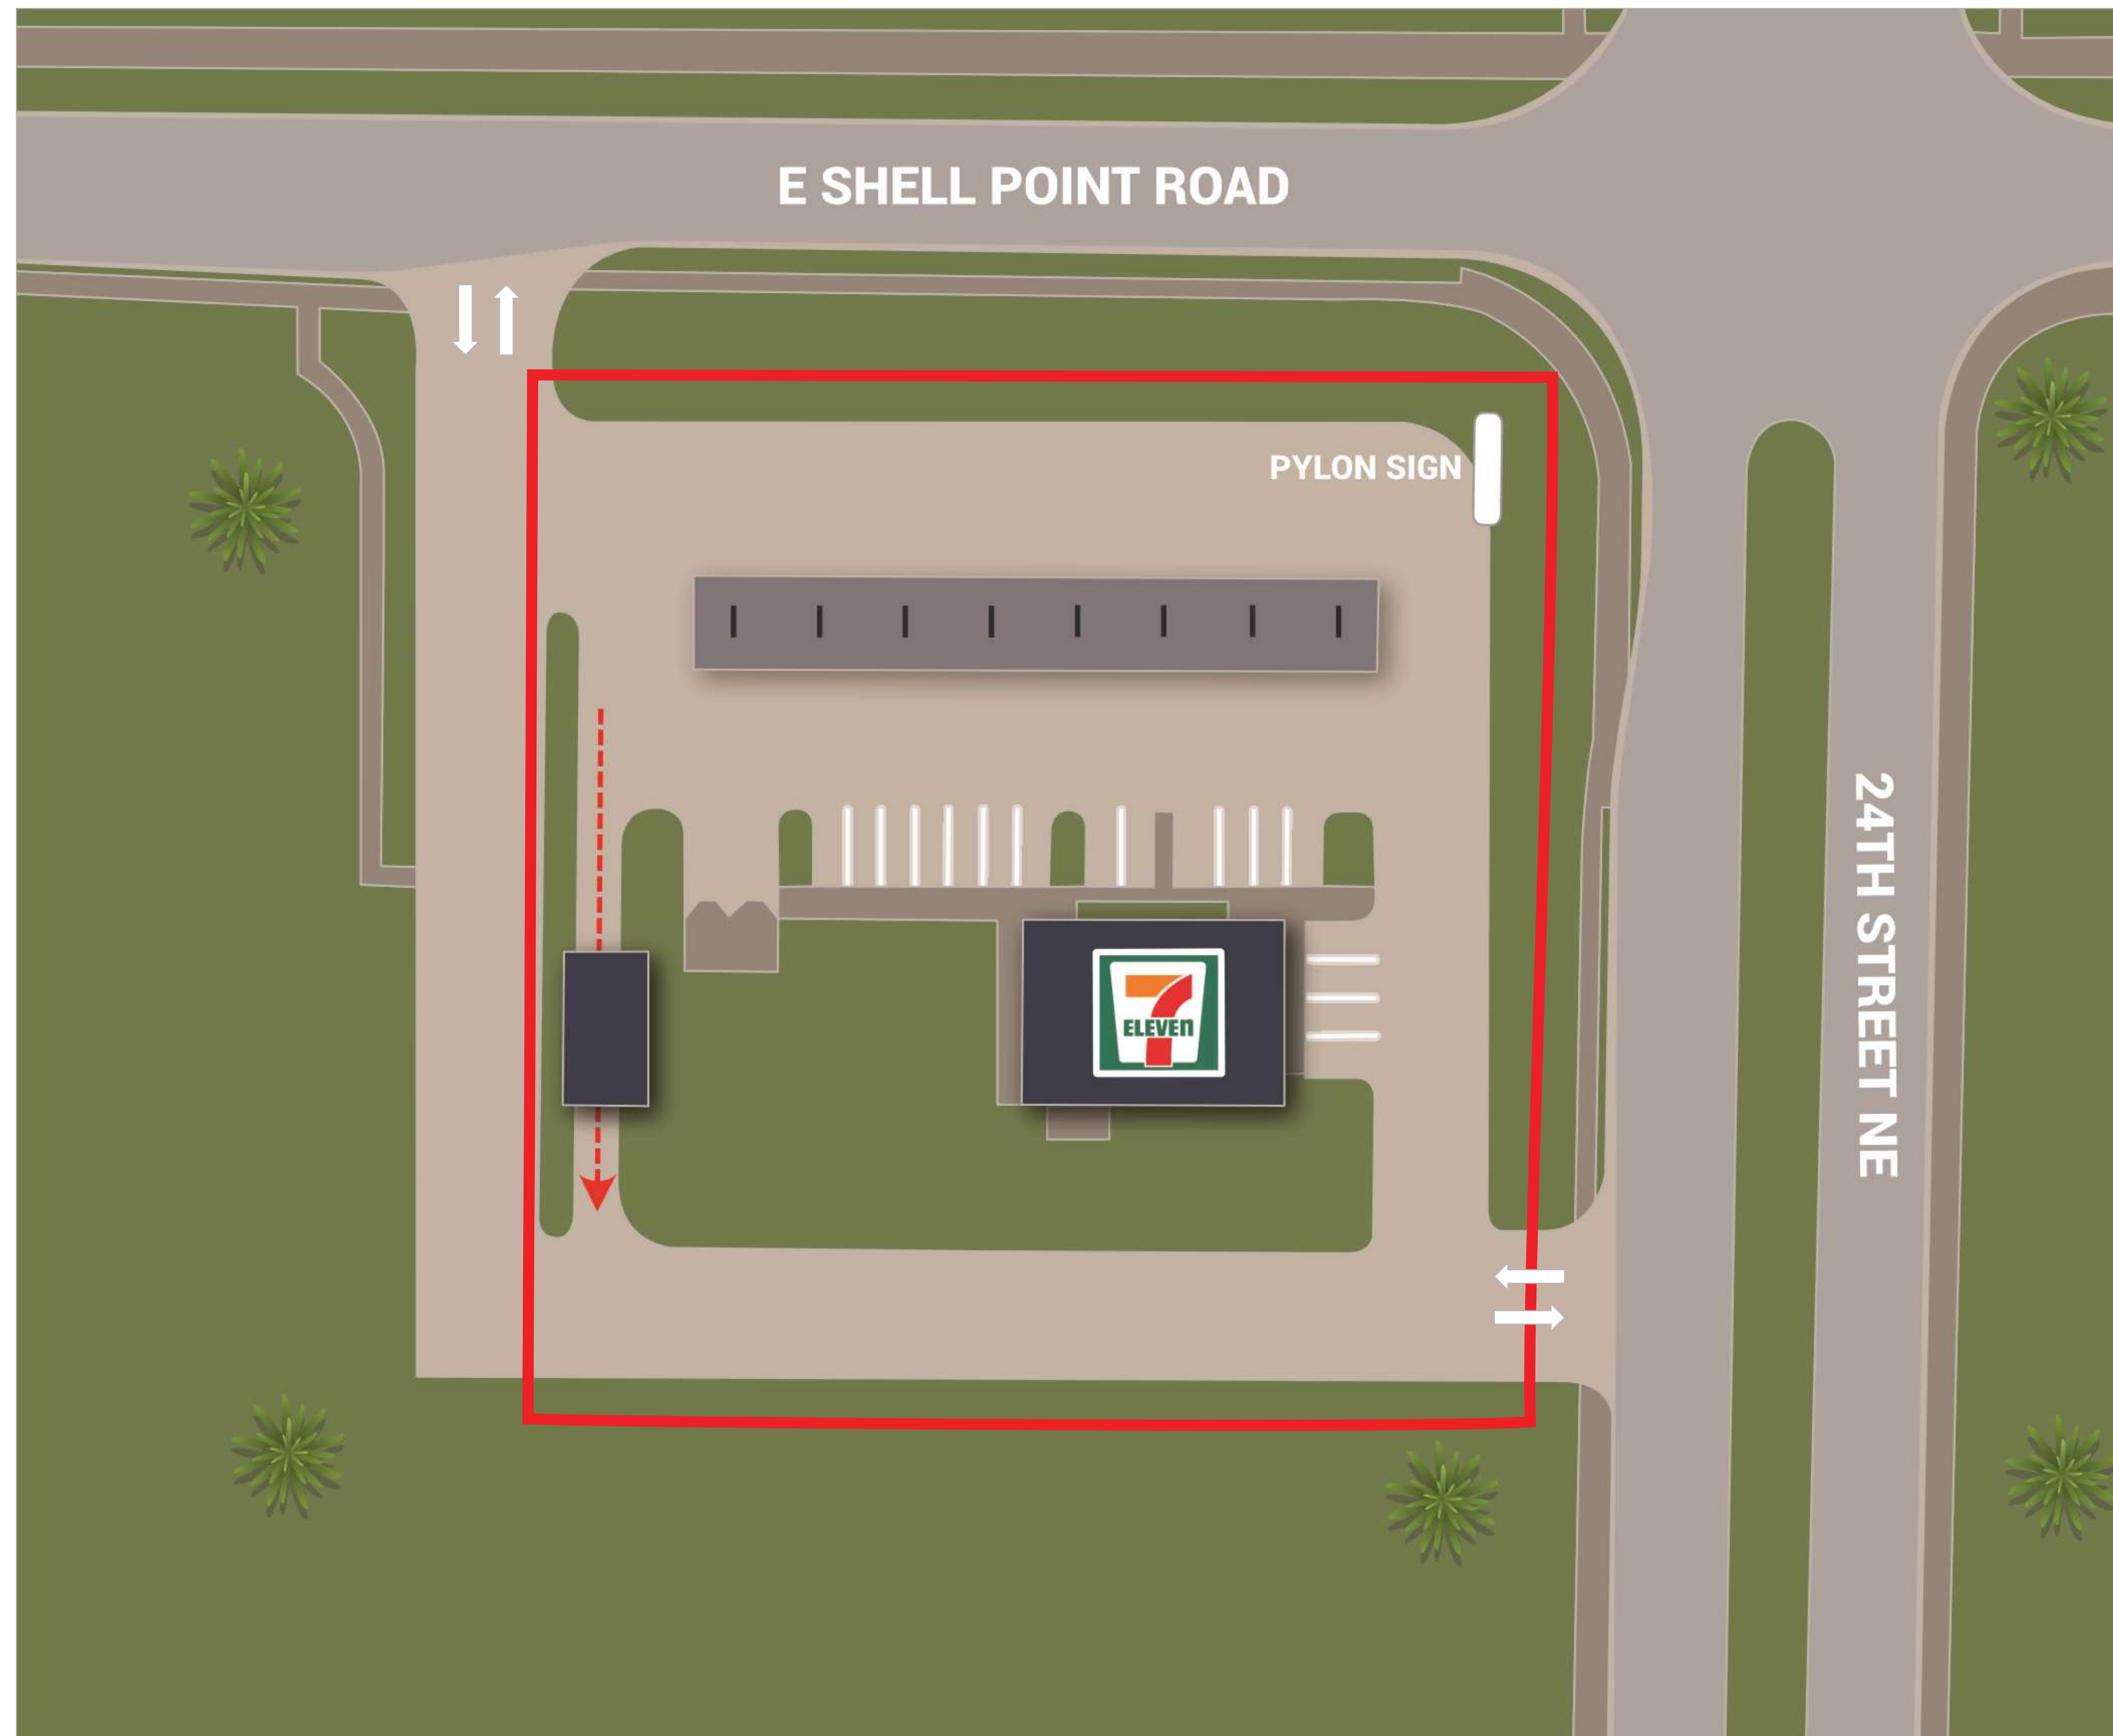 E SHELL POINT ROAD
PYLON SIGN
24TH STREET NE
7
ELEVEn